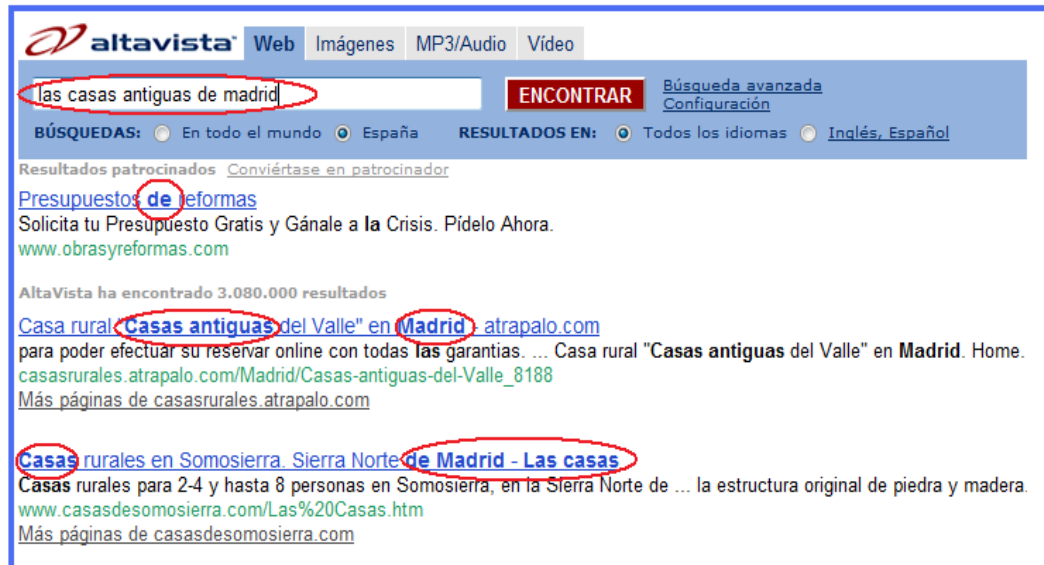 altavista Web Imágenes MP3/Audio Vídeo
las casas antiguas de madrid ENCONTRAR Búsqueda avanzada
Configuración
BÚSQUEDAS: En todo el mundo España RESULTADOS EN: Todos los idiomas Inglés, Español
Resultados patrocinados Conviértase en patrocinador
Presupuestos de reformas
Solicita tu Presupuesto Gratis y Gánale a la Crisis. Pídelo Ahora.
www.obrasyreformas.com
AltaVista ha encontrado 3.080.000 resultados
Casa rural "Casas antiguas del Valle" en Madrid - atrapalo.com
para poder efectuar su reservar online con todas las garantias. ... Casa rural "Casas antiguas del Valle" en Madrid. Home.
casasrurales.atrapalo.com/Madrid/Casas-antiguas-del-Valle_8188
Más páginas de casasrurales.atrapalo.com
Casas rurales en Somosierra. Sierra Norte de Madrid - Las casas
Casas rurales para 2-4 y hasta 8 personas en Somosierra, en la Sierra Norte de ... la estructura original de piedra y madera.
www.casasdesomosierra.com/Las%20Casas.htm
Más páginas de casasdesomosierra.com